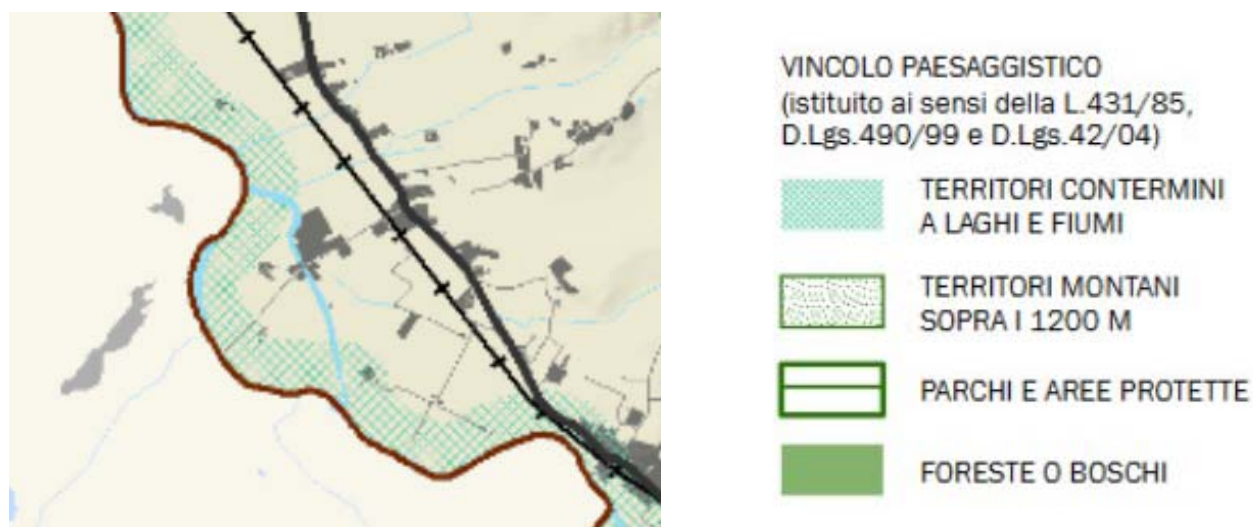 VINCOLO PAESAGGISTICO
(istituito ai sensi della L.431/85,
D.Lgs.490/99 e D.Lgs.42/04)
TERRITORI CONTERMINI
A LAGHI E FIUMI
TERRITORI MONTANI
SOPRA I 1200 M
PARCHI E AREE PROTETTE
FORESTE O BOSCHI